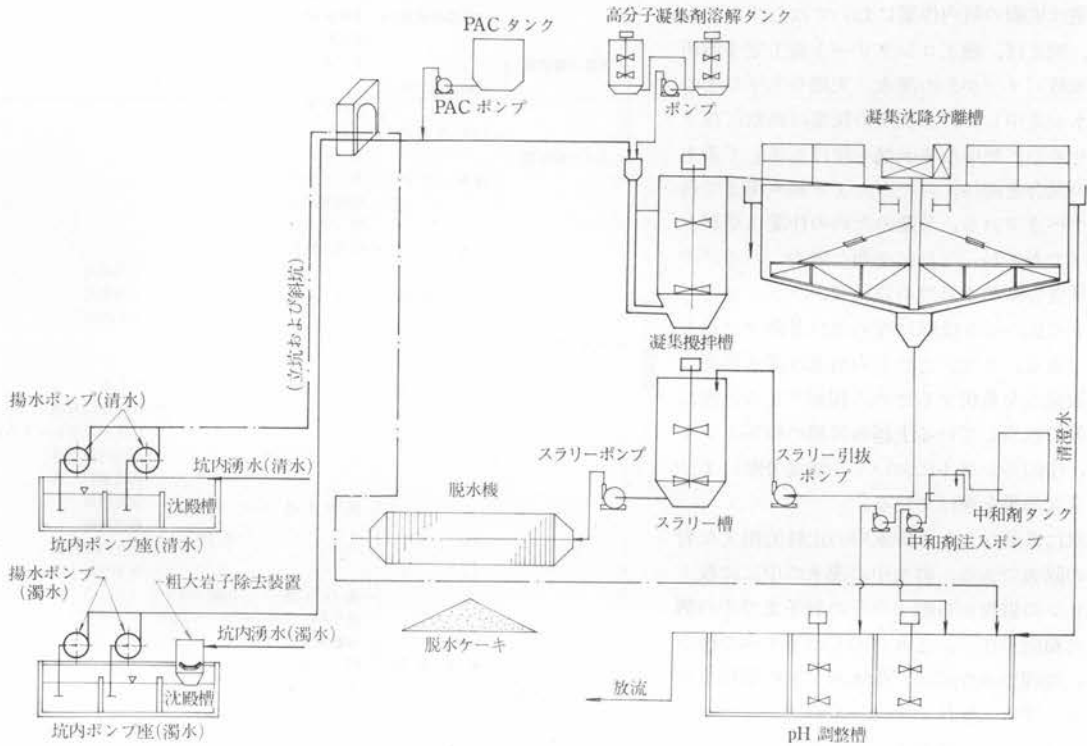 PAC タンク
高分子凝集剤溶解タンク
PAC ポンプ
ポンプ
凝集沈降分離槽
(立坑および斜坑)
凝集攪拌槽
揚水ポンプ(清水)
坑内湧水(清水)
沈殿槽
坑内ポンプ座(清水)
脱水機
スラリーポンプ
スラリー槽
スラリー引抜
ポンプ
清澄水
中和剤タンク
中和剤注入ポンプ
揚水ポンプ
(濁水)
粗大岩子除去装置
坑内湧水(濁水)
沈殿槽
坑内ポンプ座(濁水)
脱水ケーキ
放流
pH 調整槽